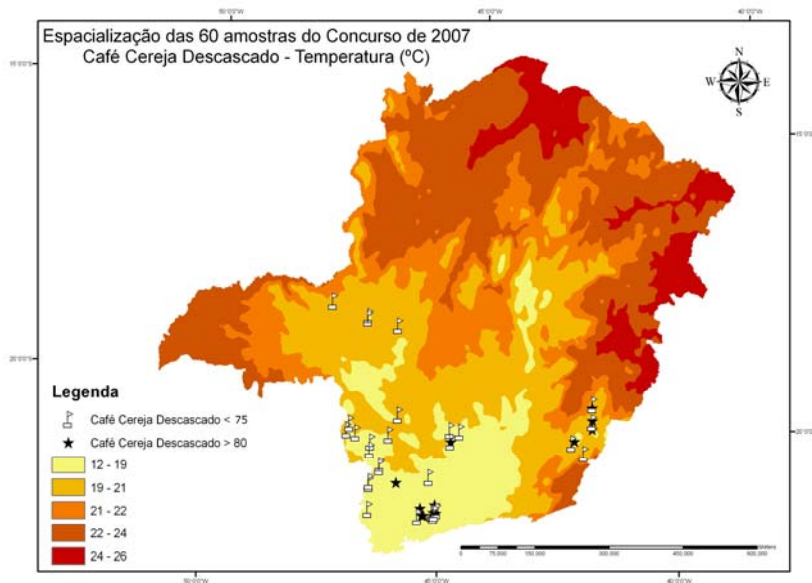 Espacialização das 60 amostras do Concurso de 2007
Café Cereja Descascado - Temperatura (ºC)
N
W
E
S
Legenda
Café Cereja Descascado < 75
Café Cereja Descascado > 80
12 - 19
19 - 21
21 - 22
22 - 24
24 - 26